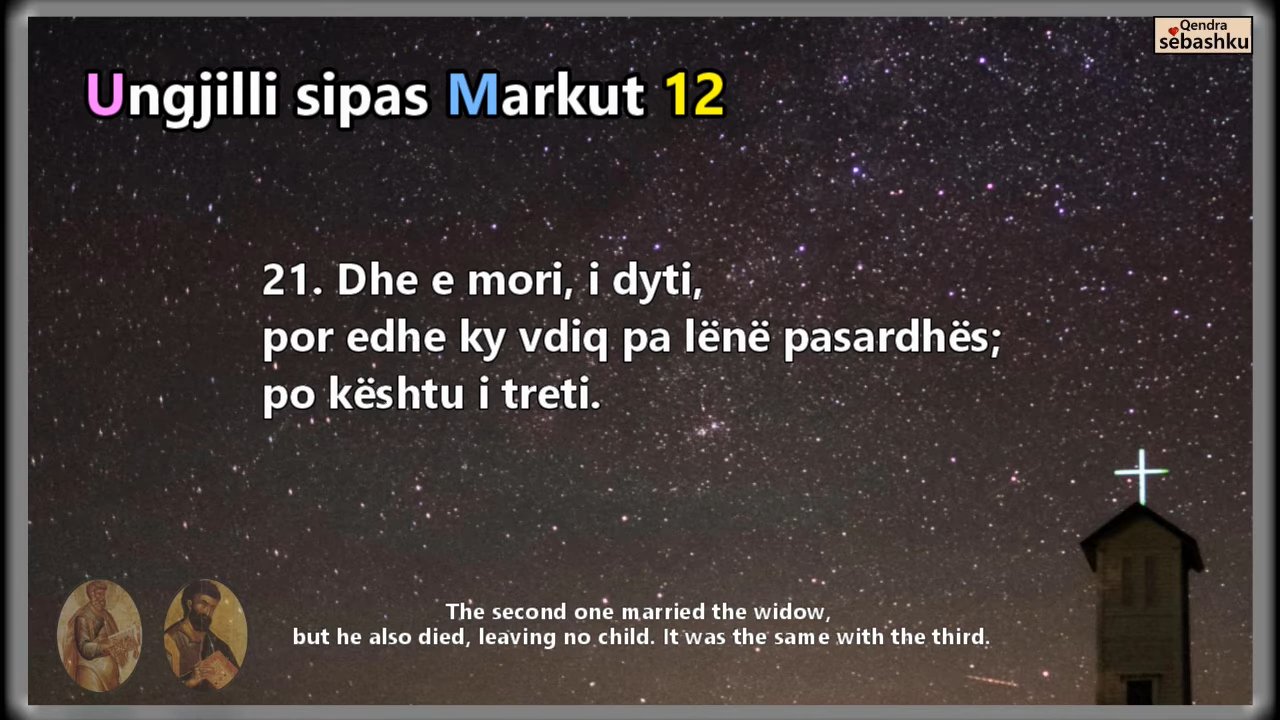 Qendra
sëbashku
Ungjilli sipas Markut 12
21. Dhe e mori, i dyti,
por edhe ky vdiq pa lënë pasardhës;
po kështu i treti.
The second one married the widow,
but he also died, leaving no child. It was the same with the third.